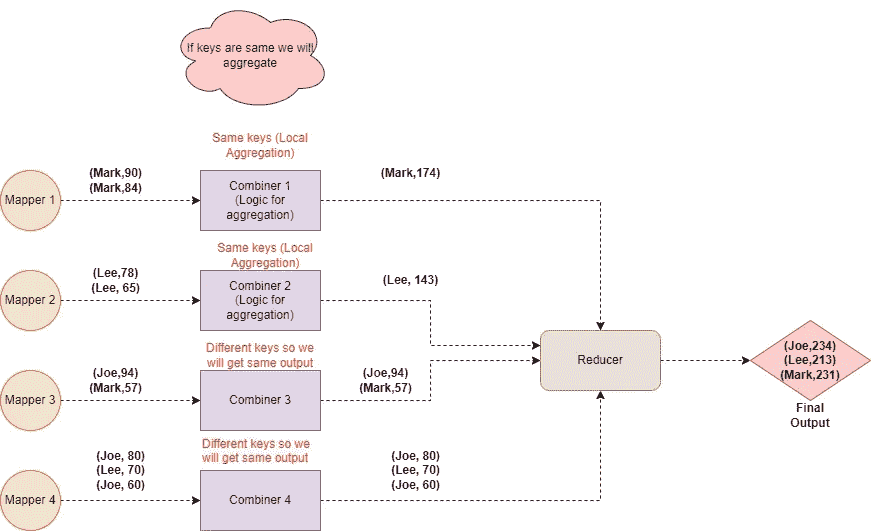 If keys are same we will
aggregate
Same keys (Local
Aggregation)
Mapper 1
(Mark,90)
(Mark,84)
Combiner 1
(Logic for
aggregation)
(Mark,174)
Same keys (Local
Aggregation)
Mapper 2
(Lee,78)
(Lee, 65)
Combiner 2
(Logic for
aggregation)
(Lee, 143)
Different keys so we
will get same output
Mapper 3
(Joe,94)
(Mark,57)
Combiner 3
(Joe,94)
(Mark,57)
Different keys so we
will get same output
Mapper 4
(Joe, 80)
(Lee, 70)
(Joe, 60)
Combiner 4
(Joe, 80)
(Lee, 70)
(Joe, 60)
Reducer
(Joe,234)
(Lee,213)
(Mark,231)
Final
Output